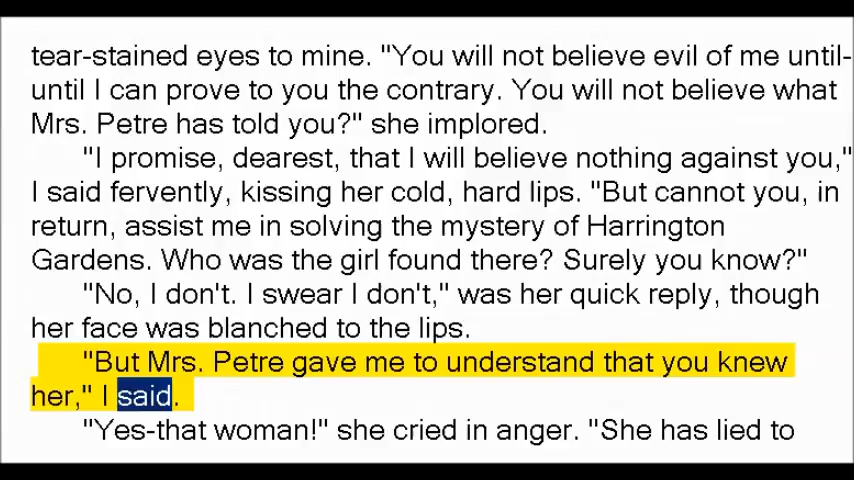 tear-stained eyes to mine. "You will not believe evil of me until-
until I can prove to you the contrary. You will not believe what
Mrs. Petre has told you?" she implored.
"I promise, dearest, that I will believe nothing against you,"
I said fervently, kissing her cold, hard lips. "But cannot you, in
return, assist me in solving the mystery of Harrington
Gardens. Who was the girl found there? Surely you know?"
"No, I don't. I swear I don't," was her quick reply, though
her face was blanched to the lips.
"But Mrs. Petre gave me to understand that you knew
her," I said.
"Yes-that woman!" she cried in anger. "She has lied to